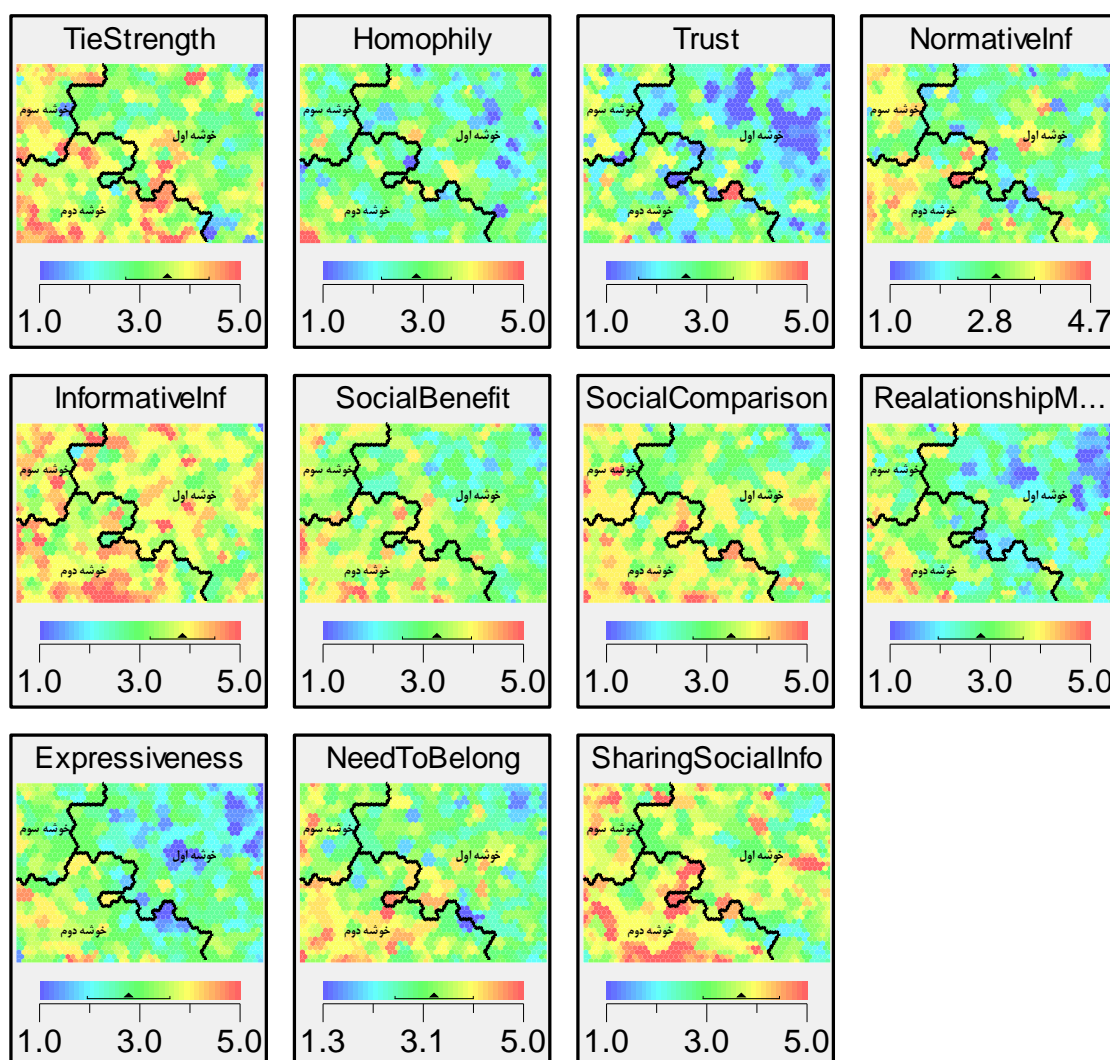 TieStrength
خوشه سوم
خوشه اول
خوشه دوم
1.0 3.0 5.0
Homophily
خوشه سوم
خوشه اول
خوشه دوم
1.0 3.0 5.0
Trust
خوشه سوم
خوشه اول
خوشه دوم
1.0 3.0 5.0
NormativeInf
خوشه سوم
خوشه اول
خوشه دوم
1.0 2.8 4.7
InformativeInf
خوشه سوم
خوشه اول
خوشه دوم
1.0 3.0 5.0
SocialBenefit
خوشه سوم
خوشه اول
خوشه دوم
1.0 3.0 5.0
SocialComparison
خوشه سوم
خوشه اول
خوشه دوم
1.0 3.0 5.0
RealationshipM...
خوشه سوم
خوشه اول
خوشه دوم
1.0 3.0 5.0
Expressiveness
خوشه سوم
خوشه اول
خوشه دوم
1.0 3.0 5.0
NeedToBelong
خوشه سوم
خوشه اول
خوشه دوم
1.3 3.1 5.0
SharingSocialInfo
خوشه سوم
خوشه اول
خوشه دوم
1.0 3.0 5.0